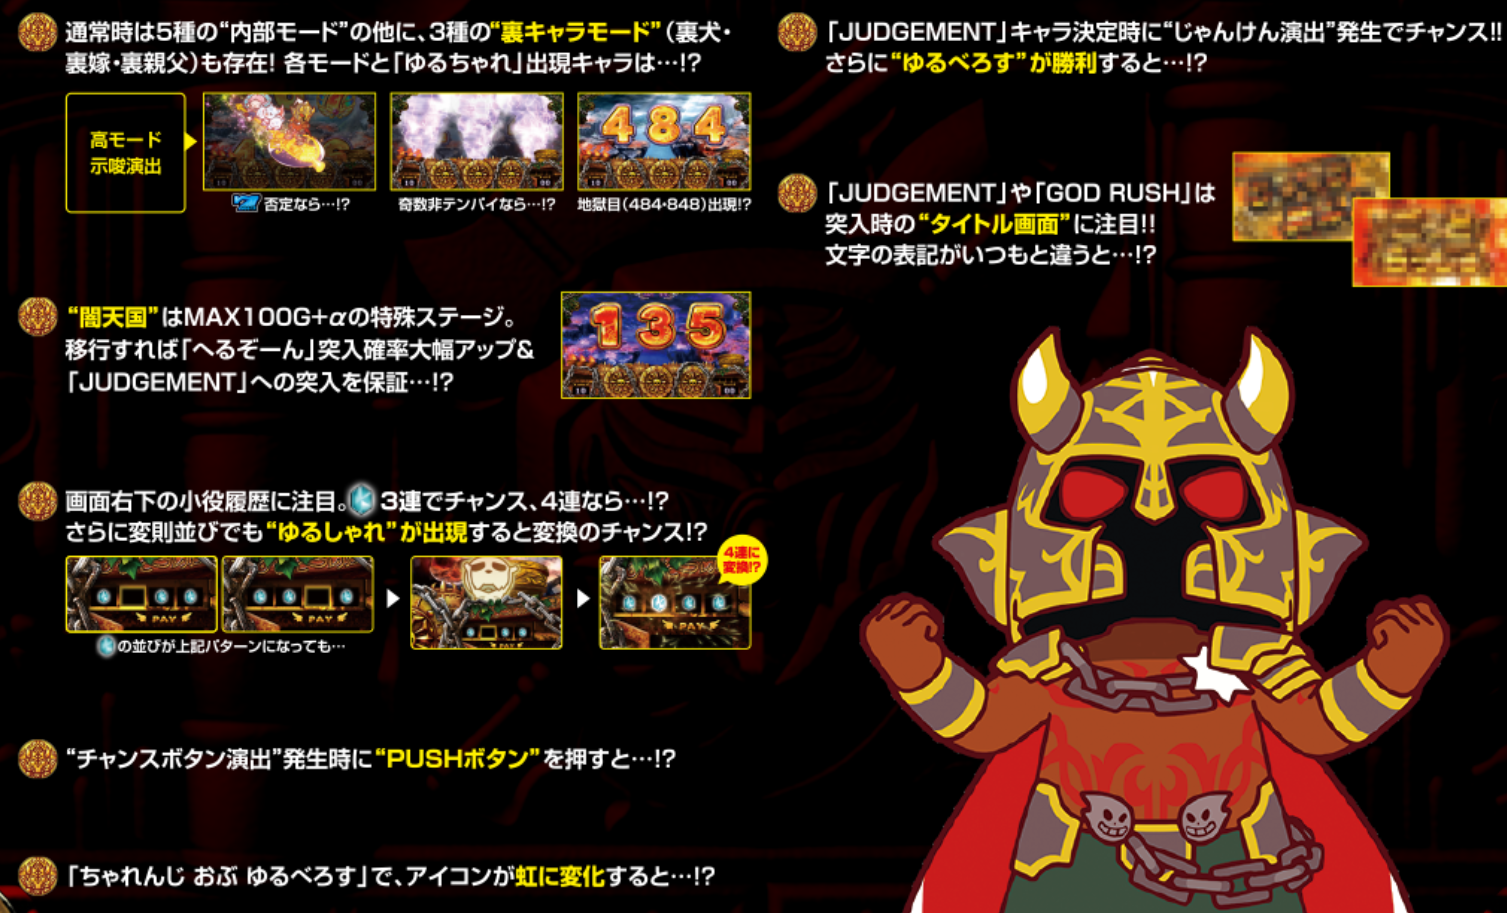 通常時は5種の“内部モード”の他に、3種の“裏キャラモード”（裏犬・
裏嫁・裏親父）も存在！ 各モードと「ゆるちゃれ」出現キャラは…!?
高モード
示唆演出
484
7否定なら…!?
奇数非テンパイなら…!?
地獄目（484・848）出現!?
“闇天国”はMAX100G+αの特殊ステージ。
移行すれば「へるぞーん」突入確率大幅アップ&
「JUDGEMENT」への突入を保証…!?
135
画面右下の小役履歴に注目。3連でチャンス、4連なら…!?
さらに変則並びでも“ゆるしゃれ”が出現すると変換のチャンス!?
4連に
変換!?
PAY
PAY
PAY
PAY
の並びが上記パターンになっても…
“チャンスボタン演出”発生時に“PUSHボタン”を押すと…!?
「ちゃれんじ おぶ ゆるべろす」で、アイコンが虹に変化すると…!?
「JUDGEMENT」キャラ決定時に“じゃんけん演出”発生でチャンス!!
さらに“ゆるべろす”が勝利すると…!?
「JUDGEMENT」や「GOD RUSH」は
突入時の“タイトル画面”に注目!!
文字の表記がいつもと違うと…!?